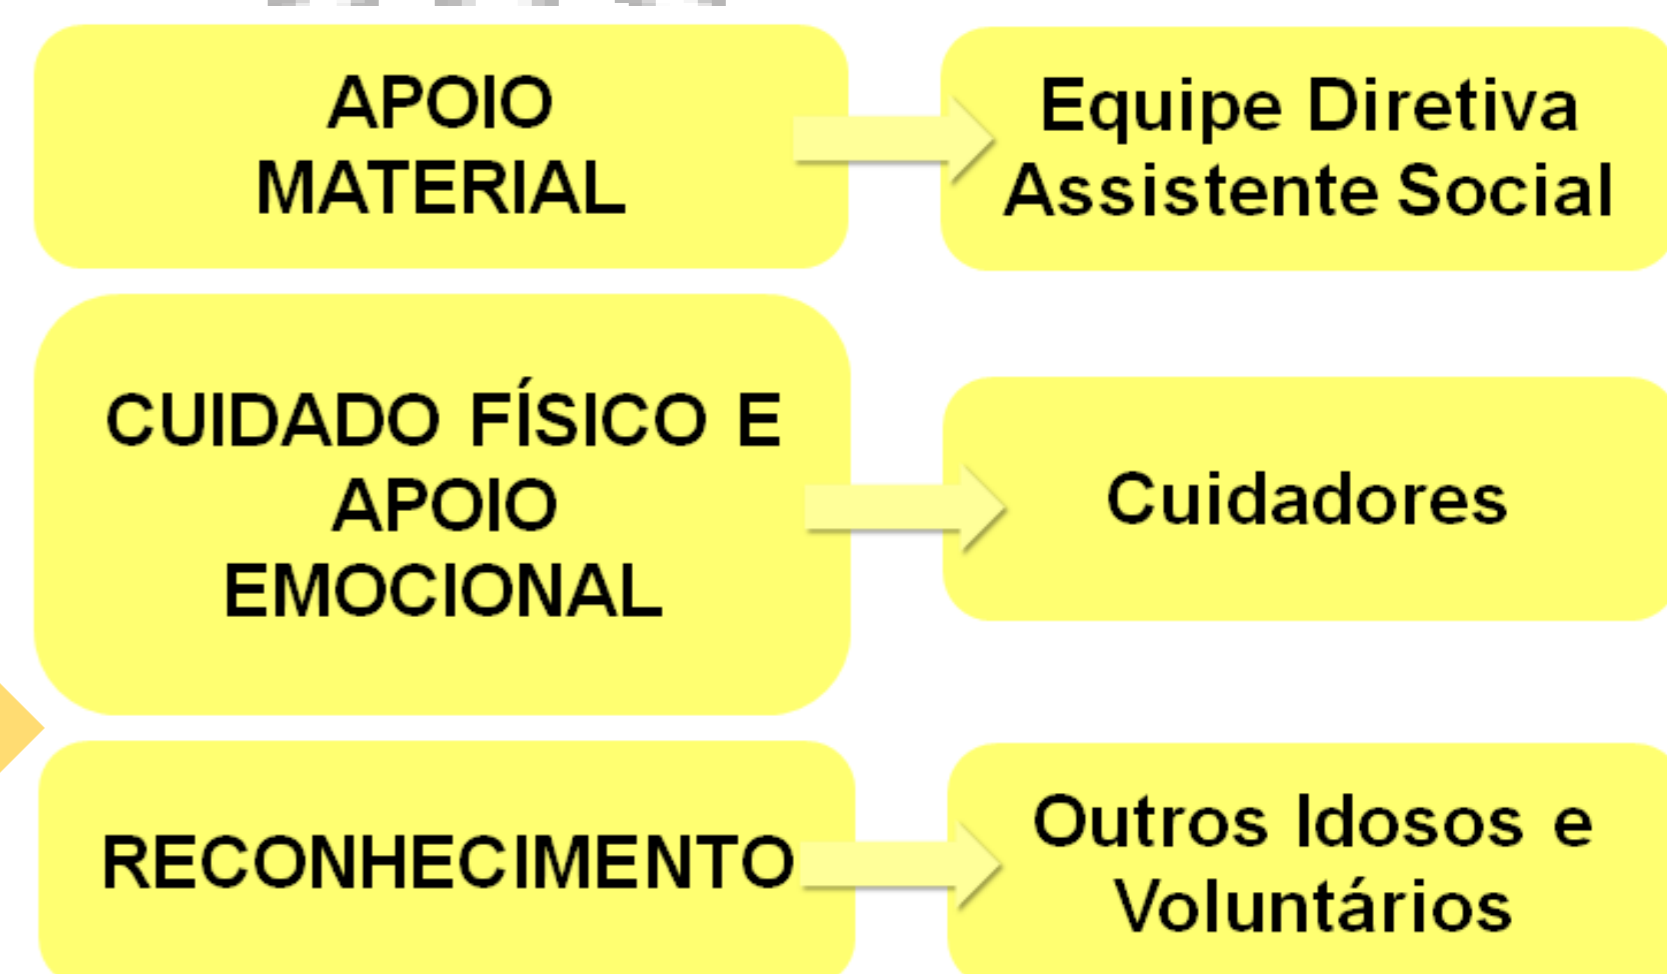 APOIO
MATERIAL
Equipe Diretiva
Assistente Social
CUIDADO FÍSICO E
APOIO
EMOCIONAL
Cuidadores
RECONHECIMENTO
Outros Idosos e
Voluntários